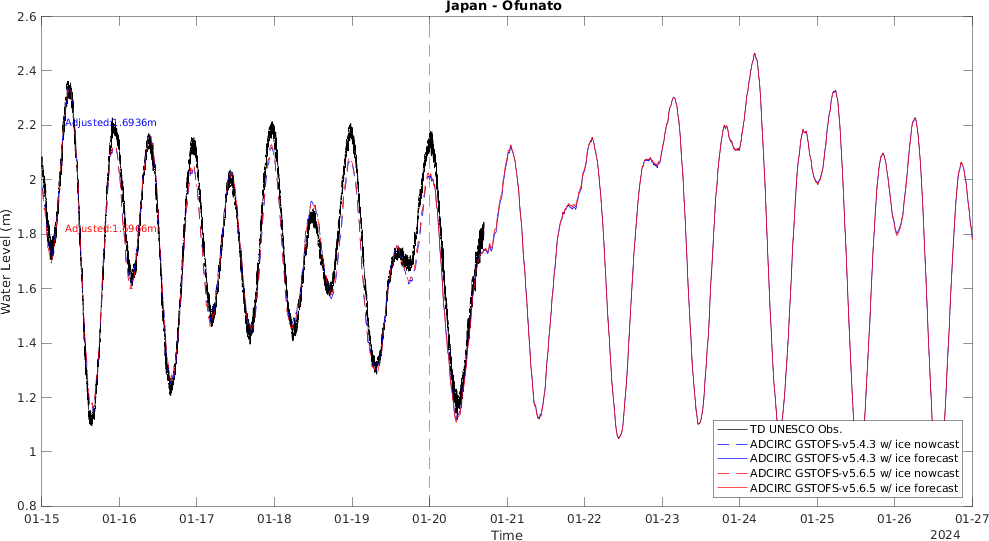 Japan - Ofunato
Water Level (m)
2.6
2.4
2.2
2
1.8
1.6
1.4
1.2
1
0.8
Adjusted:1.6936m
Adjusted:1.6966m
TD UNESCO Obs.
ADCIRC GSTOFS-v5.4.3 w/ ice nowcast
ADCIRC GSTOFS-v5.4.3 w/ ice forecast
ADCIRC GSTOFS-v5.6.5 w/ ice nowcast
ADCIRC GSTOFS-v5.6.5 w/ ice forecast
01-15 01-16 01-17 01-18 01-19 01-20 01-21 01-22 01-23 01-24 01-25 01-26 01-27
Time
2024